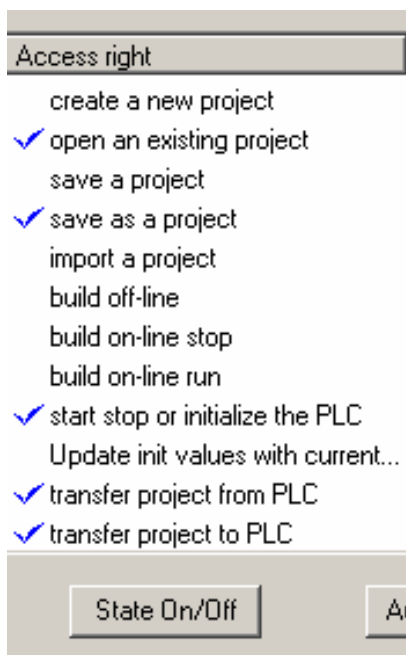 Access right
create a new project
open an existing project
save a project
save as a project
import a project
build off-line
build on-line stop
build on-line run
start stop or initialize the PLC
Update init values with current...
transfer project from PLC
transfer project to PLC
State On/Off